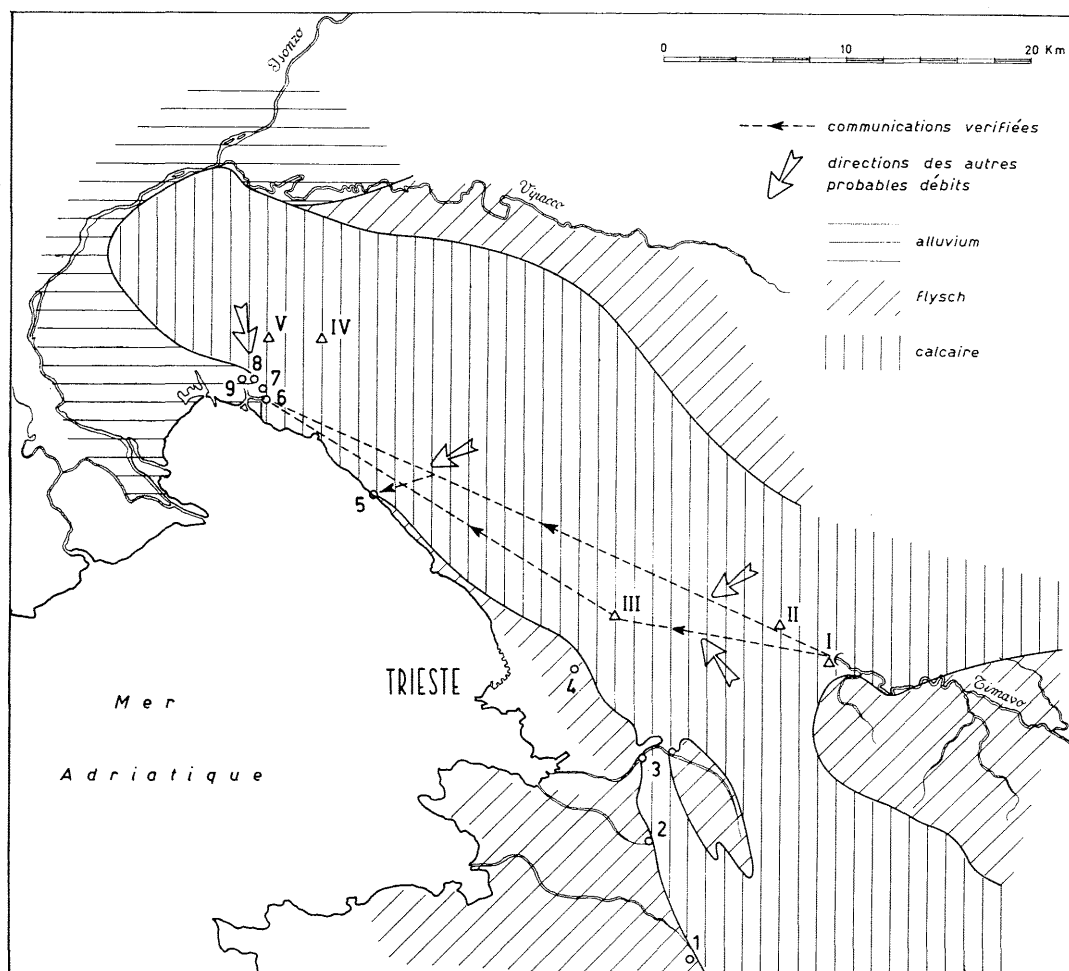 Isonzo
0 10 20 Km
communications verifiées
directions des autres
probables débits
alluvium
flysch
calcaire
Vipacco
V
IV
8
9
7
6
5
III
II
I
Timavo
4
TRIESTE
Mer
Adriatique
3
2
1